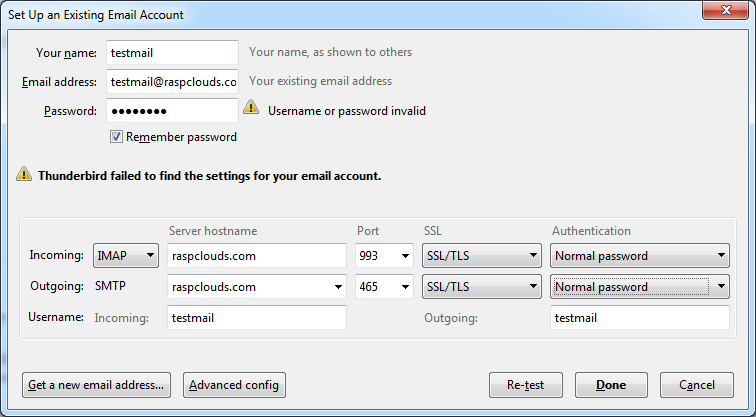 Set Up an Existing Email Account
Your name: testmail Your name, as shown to others
Email address: testmail@raspclouds.co Your existing email address
Password: ●●●●●●●● Username or password invalid
Remember password
Thunderbird failed to find the settings for your email account.
Server hostname Port SSL Authentication
Incoming: IMAP raspclouds.com 993 SSL/TLS Normal password
Outgoing: SMTP raspclouds.com 465 SSL/TLS Normal password
Username: Incoming: testmail Outgoing: testmail
Get a new email address... Advanced config Re-test Done Cancel